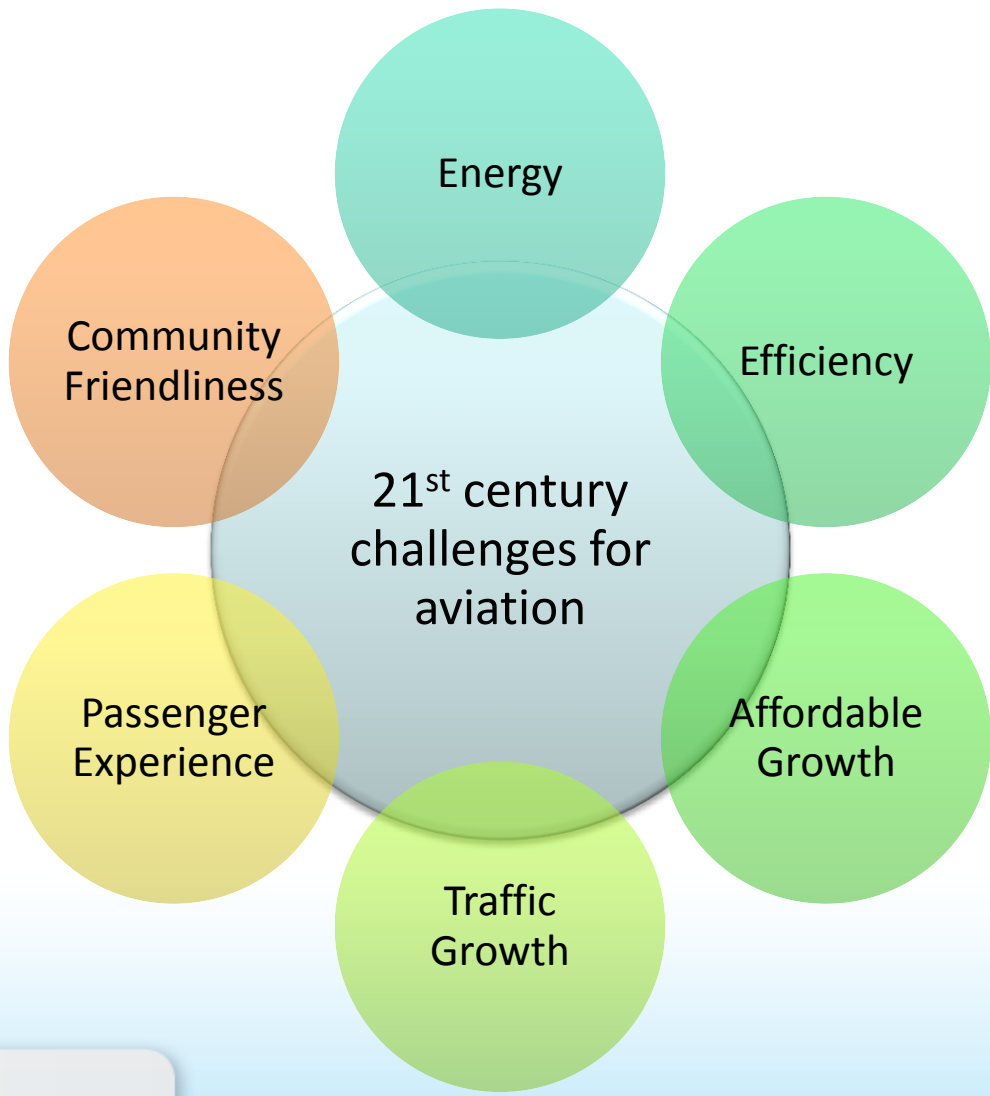 Energy
Community
Friendliness
Efficiency
21st century
challenges for
aviation
Passenger
Experience
Affordable
Growth
Traffic
Growth